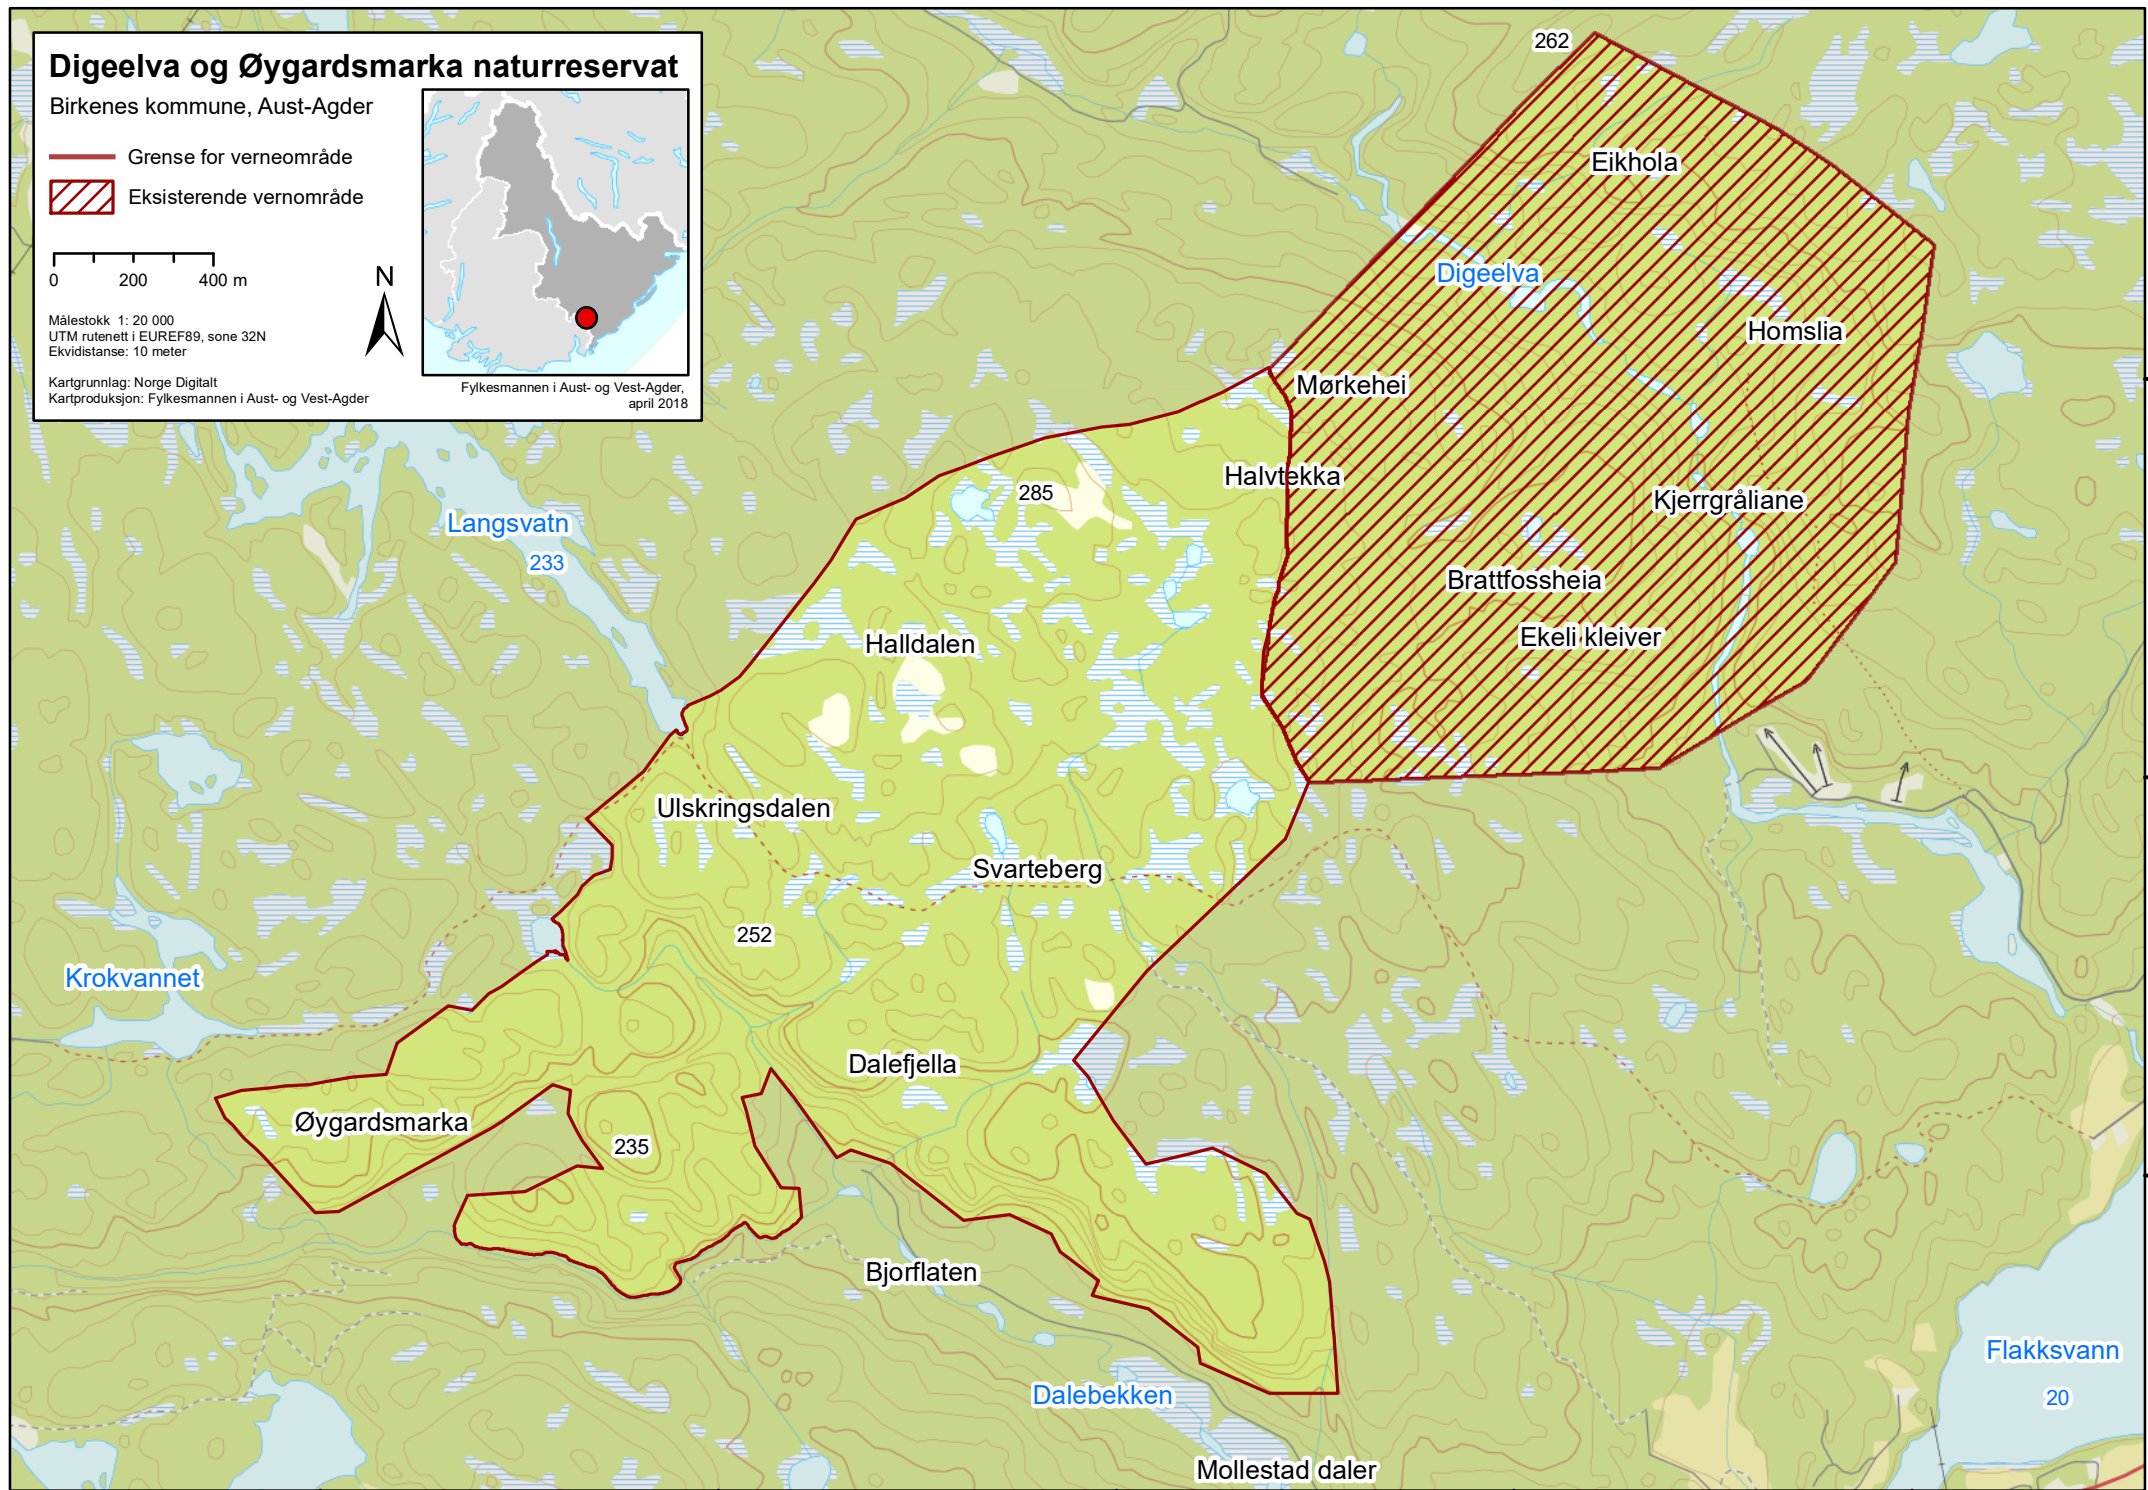 Digeelva og Øygardsmarka naturreservat
Birkenes kommune, Aust-Agder
Grense for verneområde
Eksisterende vernområde
0 200 400 m
N
Målestokk 1: 20 000
UTM rutenett i EUREF89, sone 32N
Ekvidistanse: 10 meter
Kartgrunnlag: Norge Digitalt
Kartproduksjon: Fylkesmannen i Aust- og Vest-Agder
Fylkesmannen i Aust- og Vest-Agder,
april 2018
262
Eikhola
Digeelva
Homslia
Mørkehei
Halvtekka
285
Kjerrgråliane
Langsvatn
233
Brattfossheia
Ekeli kleiver
Halldalen
Ulskringsdalen
Svarteberg
252
Krokvannet
Dalefjella
Øygardsmarka
235
Bjorflaten
Flakksvann
20
Dalebekken
Mollestad daler